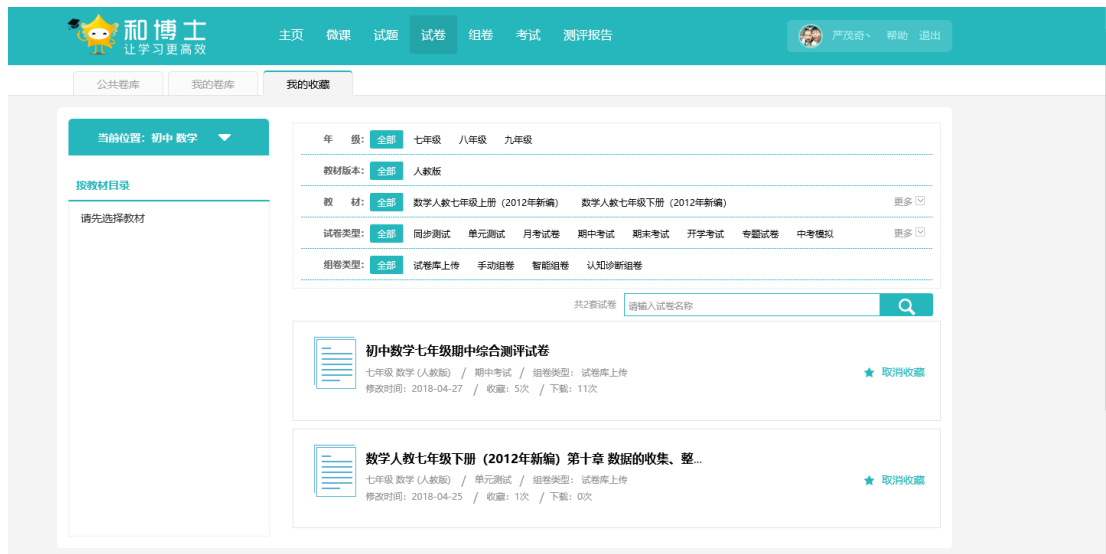 和博士
让学习更高效
主页 微课 试题 试卷 组卷 考试 测评报告
严茂奇丶 帮助 退出
公共卷库 我的卷库 我的收藏
当前位置：初中 数学
按教材目录
请先选择教材
年 级： 全部 七年级 八年级 九年级
教材版本： 全部 人教版
教 材： 全部 数学人教七年级上册（2012年新编） 数学人教七年级下册（2012年新编） 更多
试卷类型： 全部 同步测试 单元测试 月考试卷 期中考试 期末考试 开学考试 专题试卷 中考模拟 更多
组卷类型： 全部 试卷库上传 手动组卷 智能组卷 认知诊断组卷
共2套试卷 请输入试卷名称
初中数学七年级期中综合测评试卷
七年级 数学 (人教版) / 期中考试 / 组卷类型： 试卷库上传
修改时间：2018-04-27 / 收藏：5次 / 下载：11次
取消收藏
数学人教七年级下册（2012年新编）第十章 数据的收集、整...
七年级 数学 (人教版) / 单元测试 / 组卷类型： 试卷库上传
修改时间：2018-04-25 / 收藏：1次 / 下载：0次
取消收藏